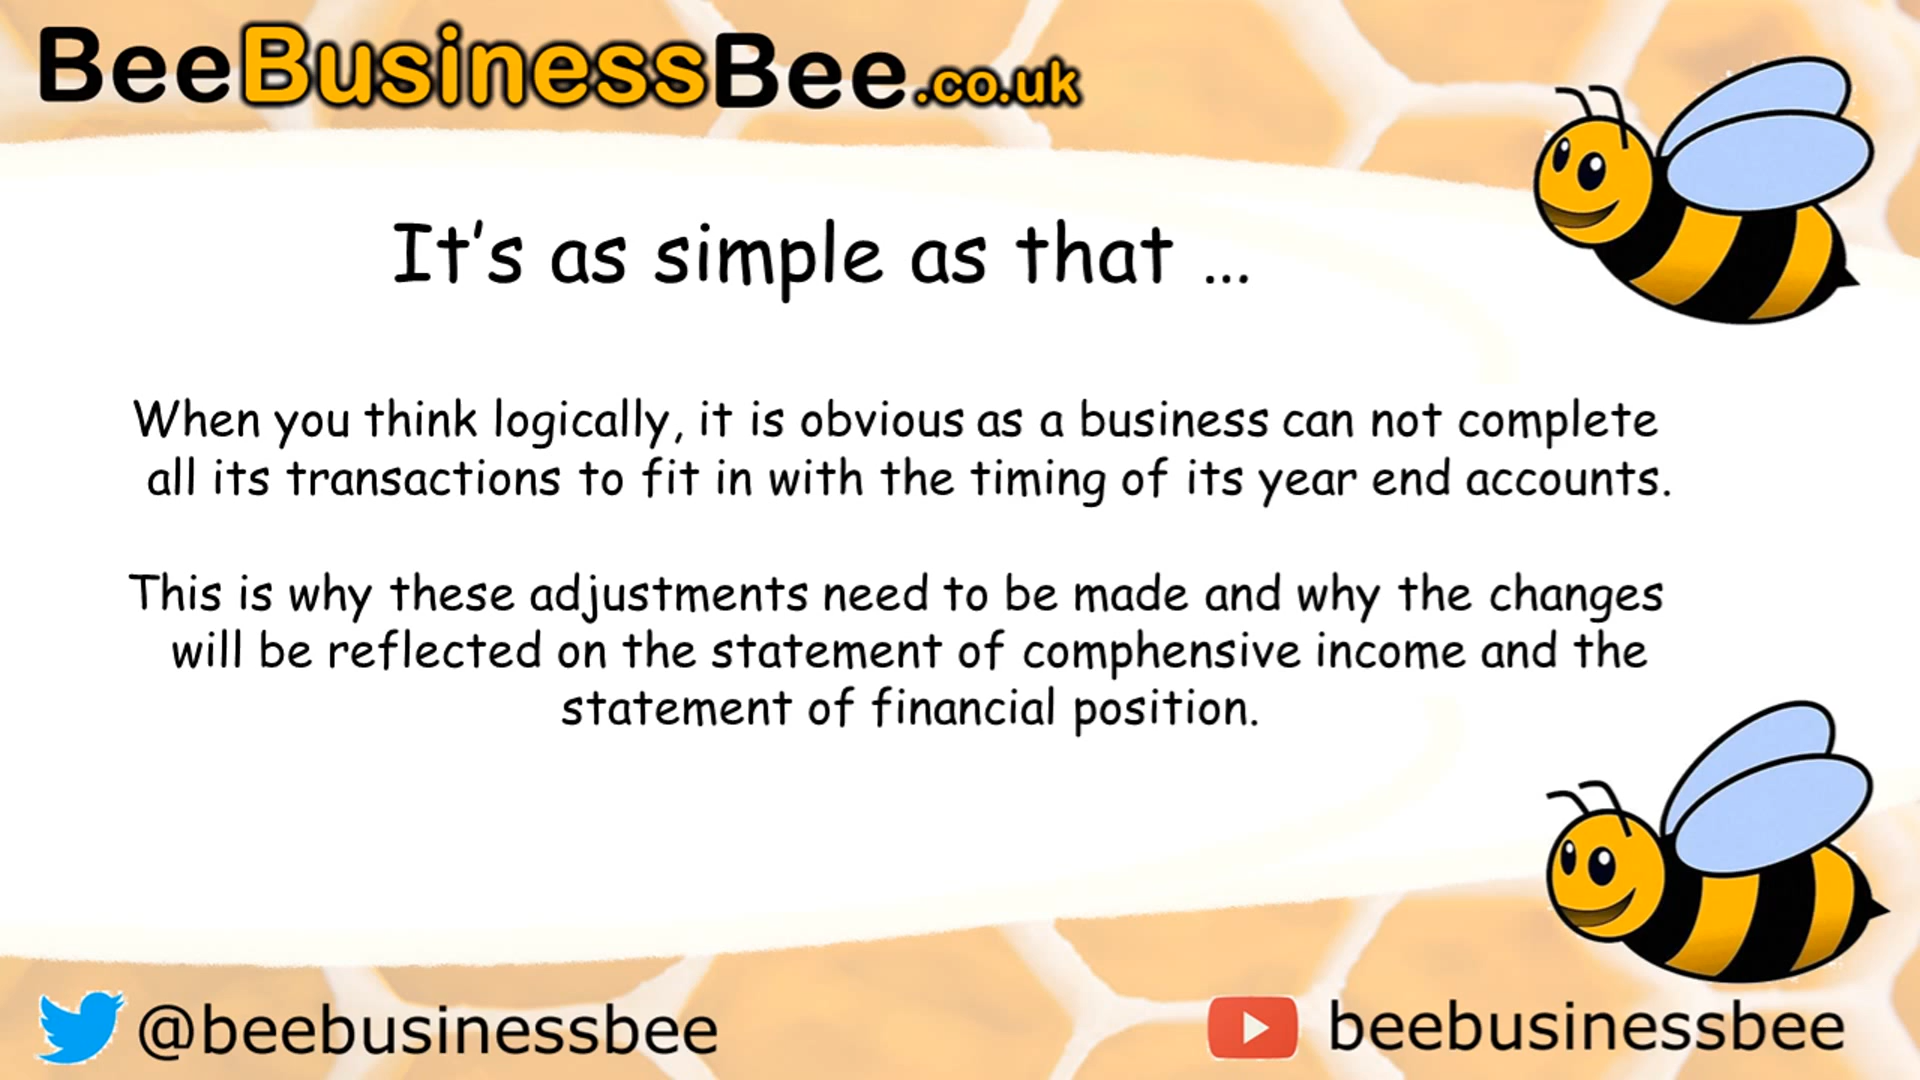 BeeBusinessBee.co.uk
It's as simple as that ...
When you think logically, it is obvious as a business can not complete
all its transactions to fit in with the timing of its year end accounts.
This is why these adjustments need to be made and why the changes
will be reflected on the statement of comphensive income and the
statement of financial position.
@beebusinessbee
beebusinessbee